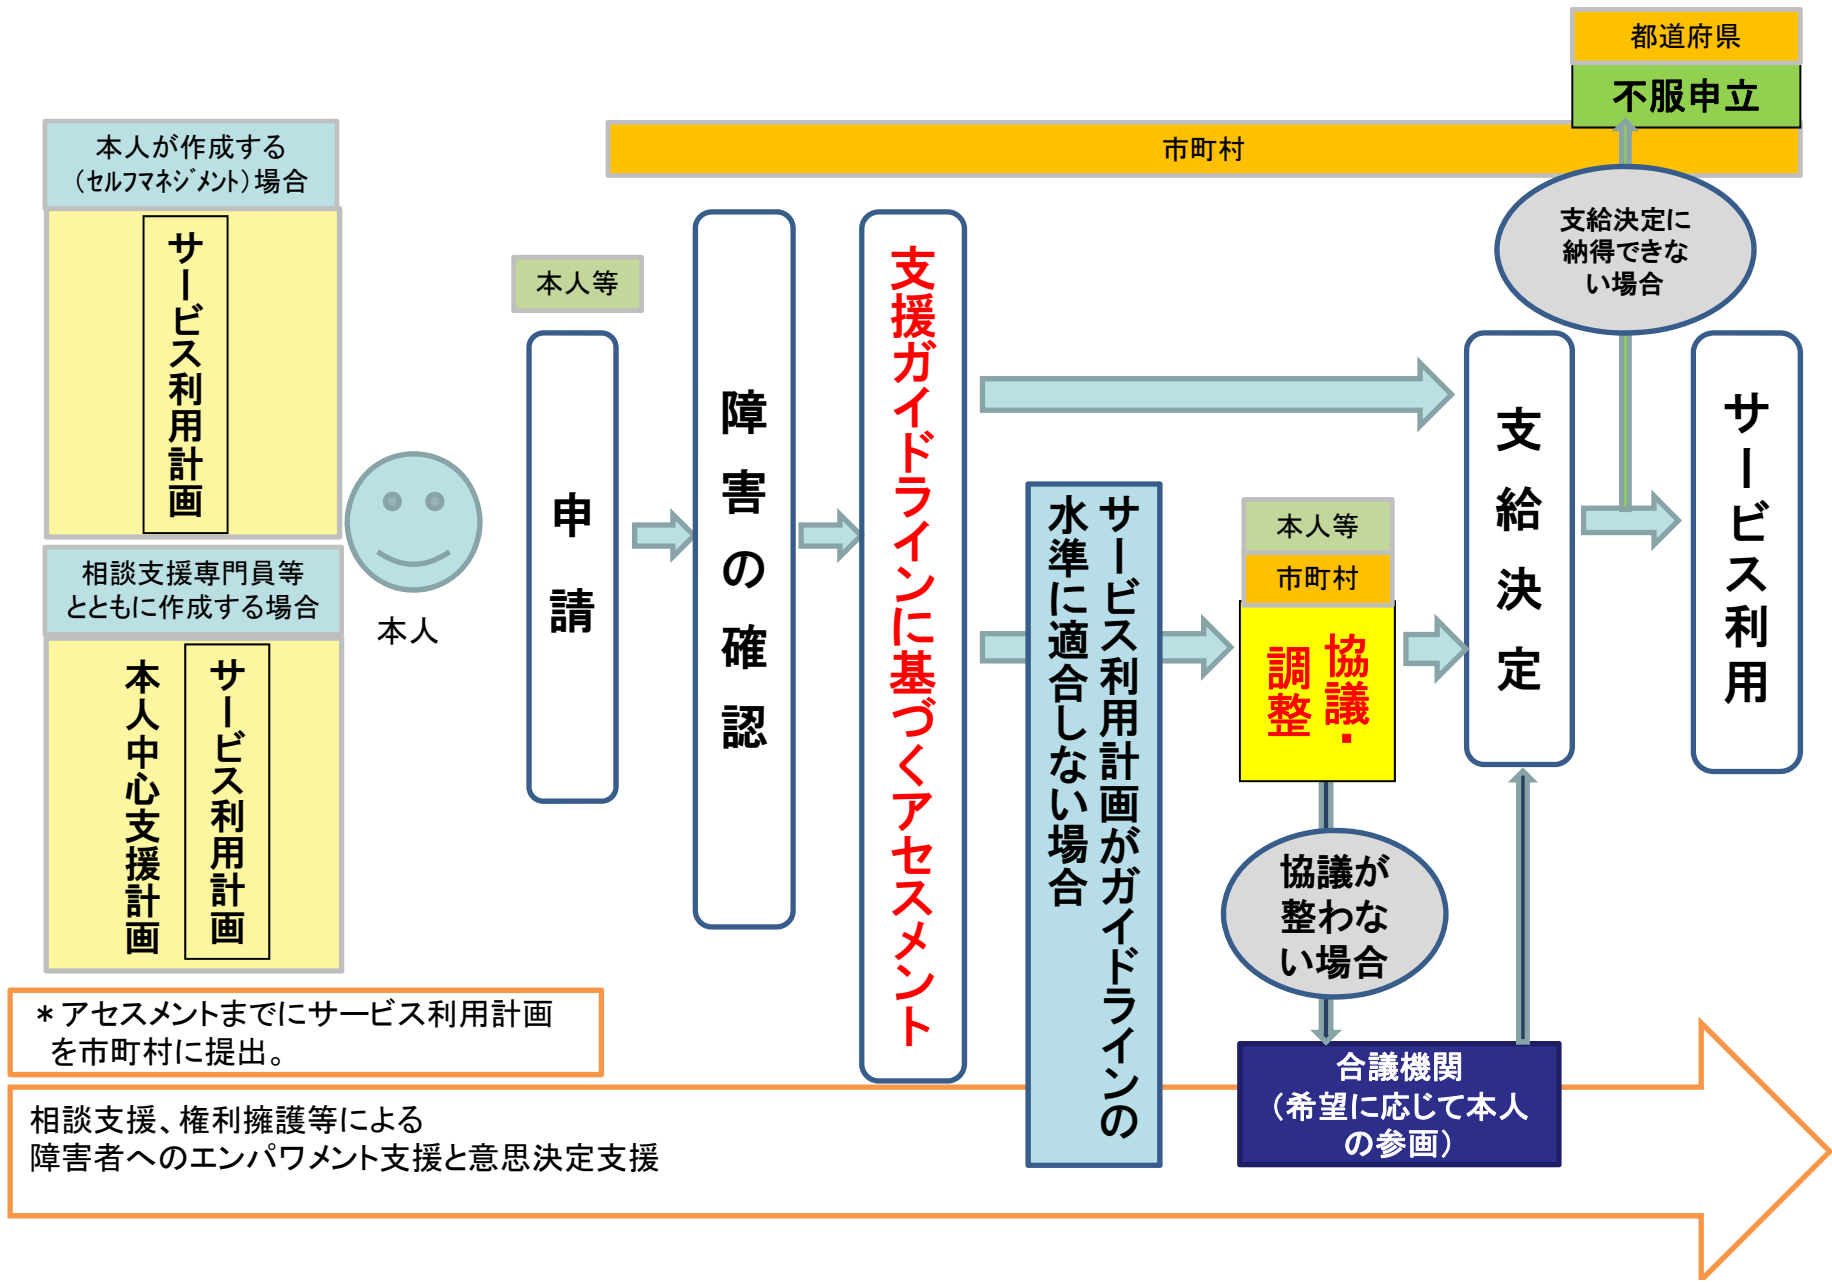 都道府県
不服申立
市町村
本人が作成する
（セルフマネジメント）場合
サービス利用計画
相談支援専門員等
とともに作成する場合
サービス利用計画
本人中心支援計画
本人
本人等
申請
障害の確認
支援ガイドラインに基づくアセスメント
サービス利用計画がガイドラインの
水準に適合しない場合
本人等
市町村
協議・
調整
協議が
整わな
い場合
合議機関
（希望に応じて本人
の参画）
支給決定
支給決定に
納得できな
い場合
サービス利用
＊アセスメントまでにサービス利用計画
を市町村に提出。
相談支援、権利擁護等による
障害者へのエンパワメント支援と意思決定支援